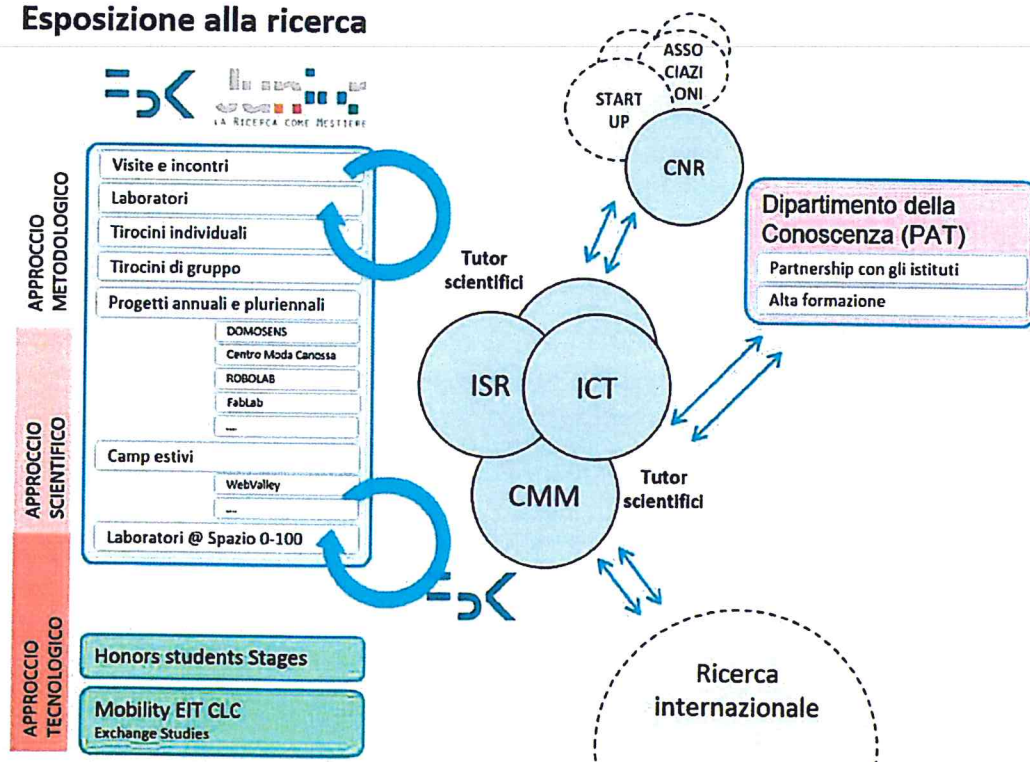 Esposizione alla ricerca
FBK
junior
LA RICERCA COME MESTIERE
APPROCCIO
METODOLOGICO
APPROCCIO
SCIENTIFICO
APPROCCIO
TECNOLOGICO
Visite e incontri
Laboratori
Tirocini individuali
Tirocini di gruppo
Progetti annuali e pluriennali
DOMOSENS
Centro Moda Canossa
ROBOLAB
FabLab
....
Camp estivi
WebValley
....
Laboratori @ Spazio 0-100
Honors students Stages
Mobility EIT CLC
Exchange Studies
START
UP
ASSO
CIAZI
ONI
CNR
Tutor
scientifici
ISR
ICT
CMM
Tutor
scientifici
FBK
Dipartimento della
Conoscenza (PAT)
Partnership con gli istituti
Alta formazione
Ricerca
internazionale